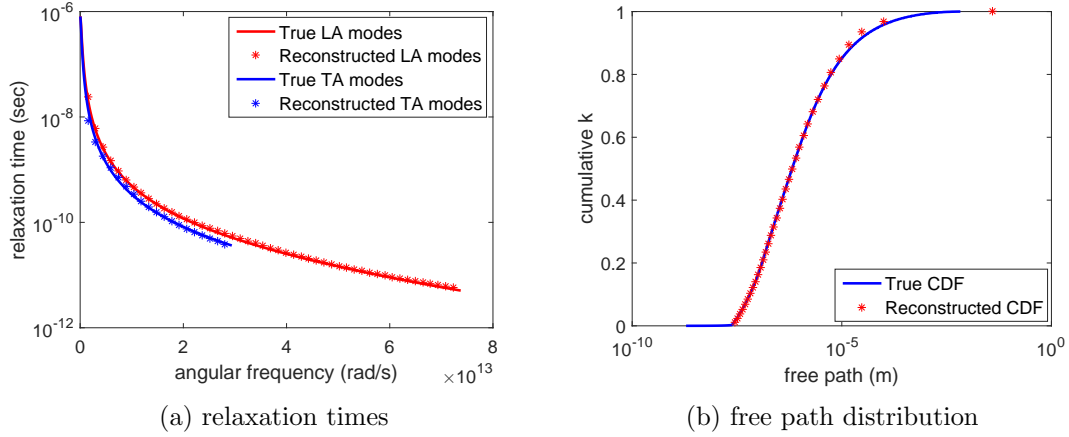 relaxation time (sec)
10^-6
10^-8
10^-10
10^-12
0
2
4
6
8
×10^13
angular frequency (rad/s)
True LA modes
Reconstructed LA modes
True TA modes
Reconstructed TA modes
(a) relaxation times
cumulative k
1
0.8
0.6
0.4
0.2
0
10^-10
10^-5
10^0
free path (m)
True CDF
Reconstructed CDF
(b) free path distribution